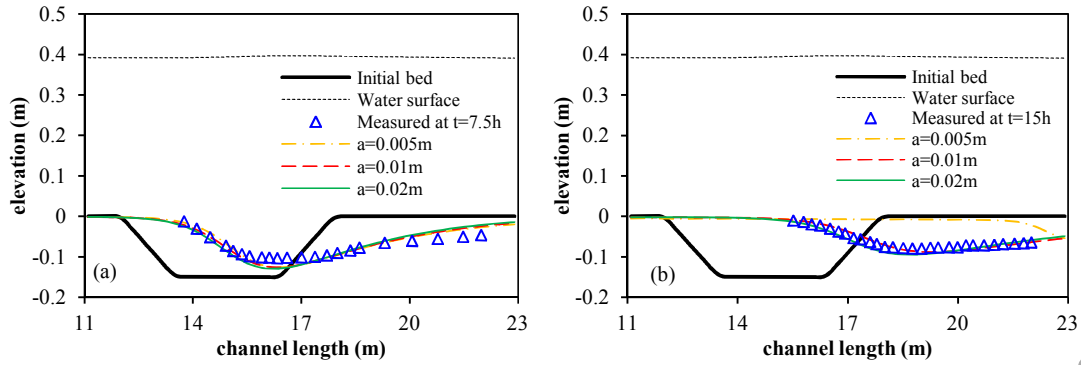 0.5
0.4
0.3
0.2
0.1
0
-0.1
-0.2
elevation (m)
Initial bed
Water surface
Measured at t=7.5h
a=0.005m
a=0.01m
a=0.02m
(a)
11 14 17 20 23
channel length (m)
0.5
0.4
0.3
0.2
0.1
0
-0.1
-0.2
elevation (m)
Initial bed
Water surface
Measured at t=15h
a=0.005m
a=0.01m
a=0.02m
(b)
11 14 17 20 23
channel length (m)